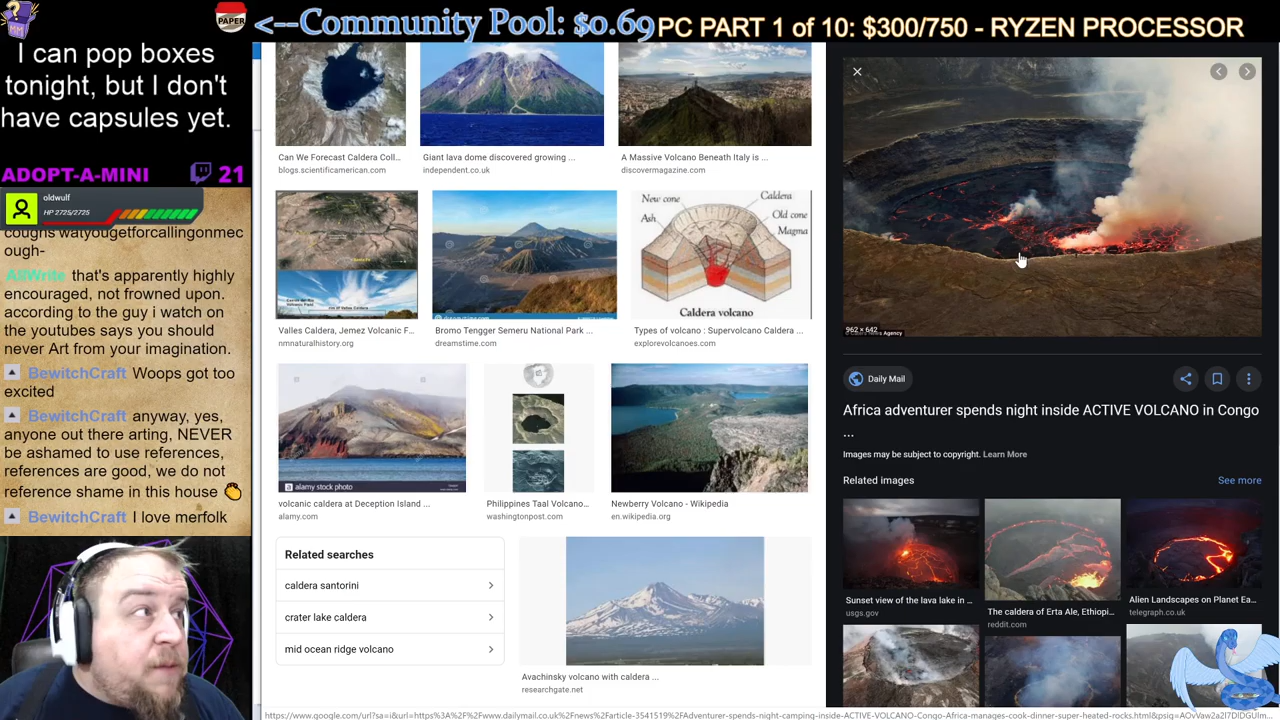 PAPER
<--Community Pool: $0.69
PC PART 1 of 10: $300/750 - RYZEN PROCESSOR
I can pop boxes
tonight, but I don't
have capsules yet.
ADOPT-A-MINI
21
oldwulf
HP 2725/2725
coughs waityougetforcallingonmec
ough-
AllWrite that's apparently highly
encouraged, not frowned upon.
according to the guy i watch on
the youtubes says you should
never Art from your imagination.
BewitchCraft Woops got too
excited
BewitchCraft anyway, yes,
anyone out there arting, NEVER
be ashamed to use references,
references are good, we do not
reference shame in this house 👏
BewitchCraft I love merfolk
Can We Forecast Caldera Coll...
blogs.scientificamerican.com
Giant lava dome discovered growing ...
independent.co.uk
A Massive Volcano Beneath Italy is ...
discovermagazine.com
New cone
Caldera
Ash
Old cone
Magma
Caldera volcano
Valles Caldera, Jemez Volcanic F...
nmnaturalhistory.org
Bromo Tengger Semeru National Park ...
dreamstime.com
Types of volcano : Supervolcano Caldera ...
explorevolcanoes.com
a alamy stock photo
volcanic caldera at Deception Island ...
alamy.com
Philippines Taal Volcano...
washingtonpost.com
Newberry Volcano - Wikipedia
en.wikipedia.org
Related searches
caldera santorini
crater lake caldera
mid ocean ridge volcano
Avachinsky volcano with caldera ...
researchgate.net
962 × 642
Agency
Daily Mail
Africa adventurer spends night inside ACTIVE VOLCANO in Congo
...
Images may be subject to copyright. Learn More
Related images
See more
Sunset view of the lava lake in ...
usgs.gov
The caldera of Erta Ale, Ethiopi...
reddit.com
Alien Landscapes on Planet Ea...
telegraph.co.uk